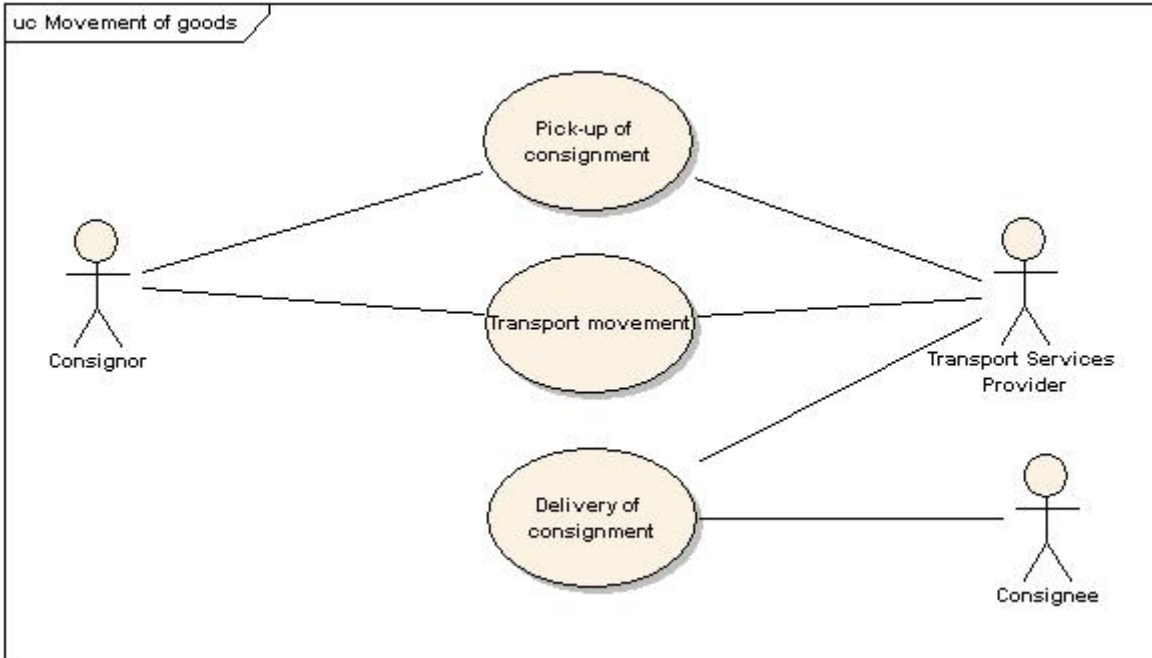 uc Movement of goods
Pick-up of
consignment
Consignor
Transport movement
Transport Services
Provider
Delivery of
consignment
Consignee